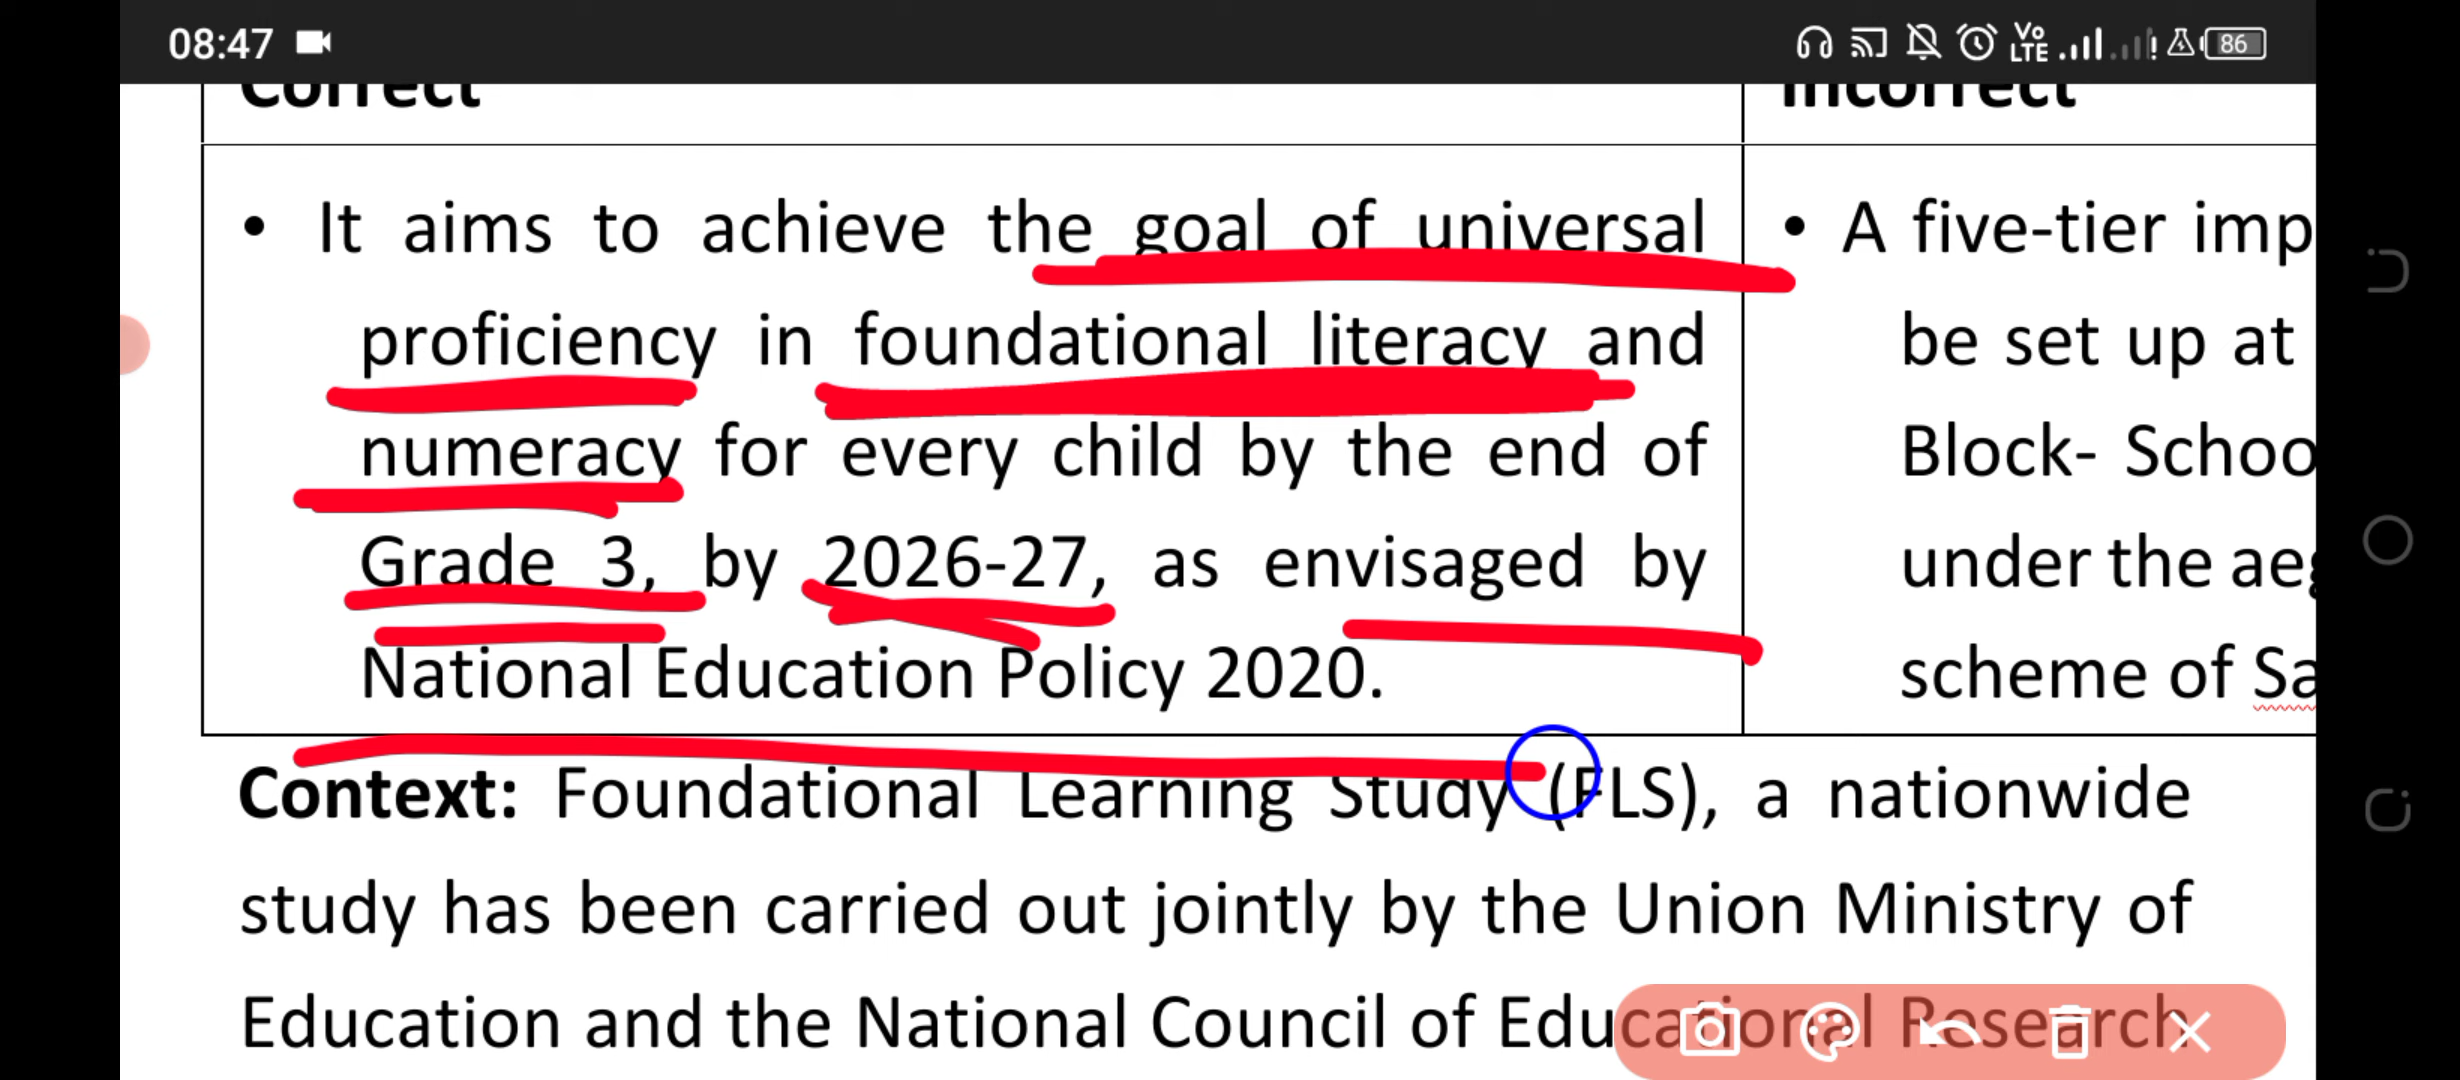 08:47
Vo LTE 86
Correct
Incorrect
• It aims to achieve the goal of universal
proficiency in foundational literacy and
numeracy for every child by the end of
Grade 3, by 2026-27, as envisaged by
National Education Policy 2020.
• A five-tier imp
be set up at
Block- Schoo
under the aeg
scheme of Sa
Context: Foundational Learning Study (FLS), a nationwide
study has been carried out jointly by the Union Ministry of
Education and the National Council of Educational Research